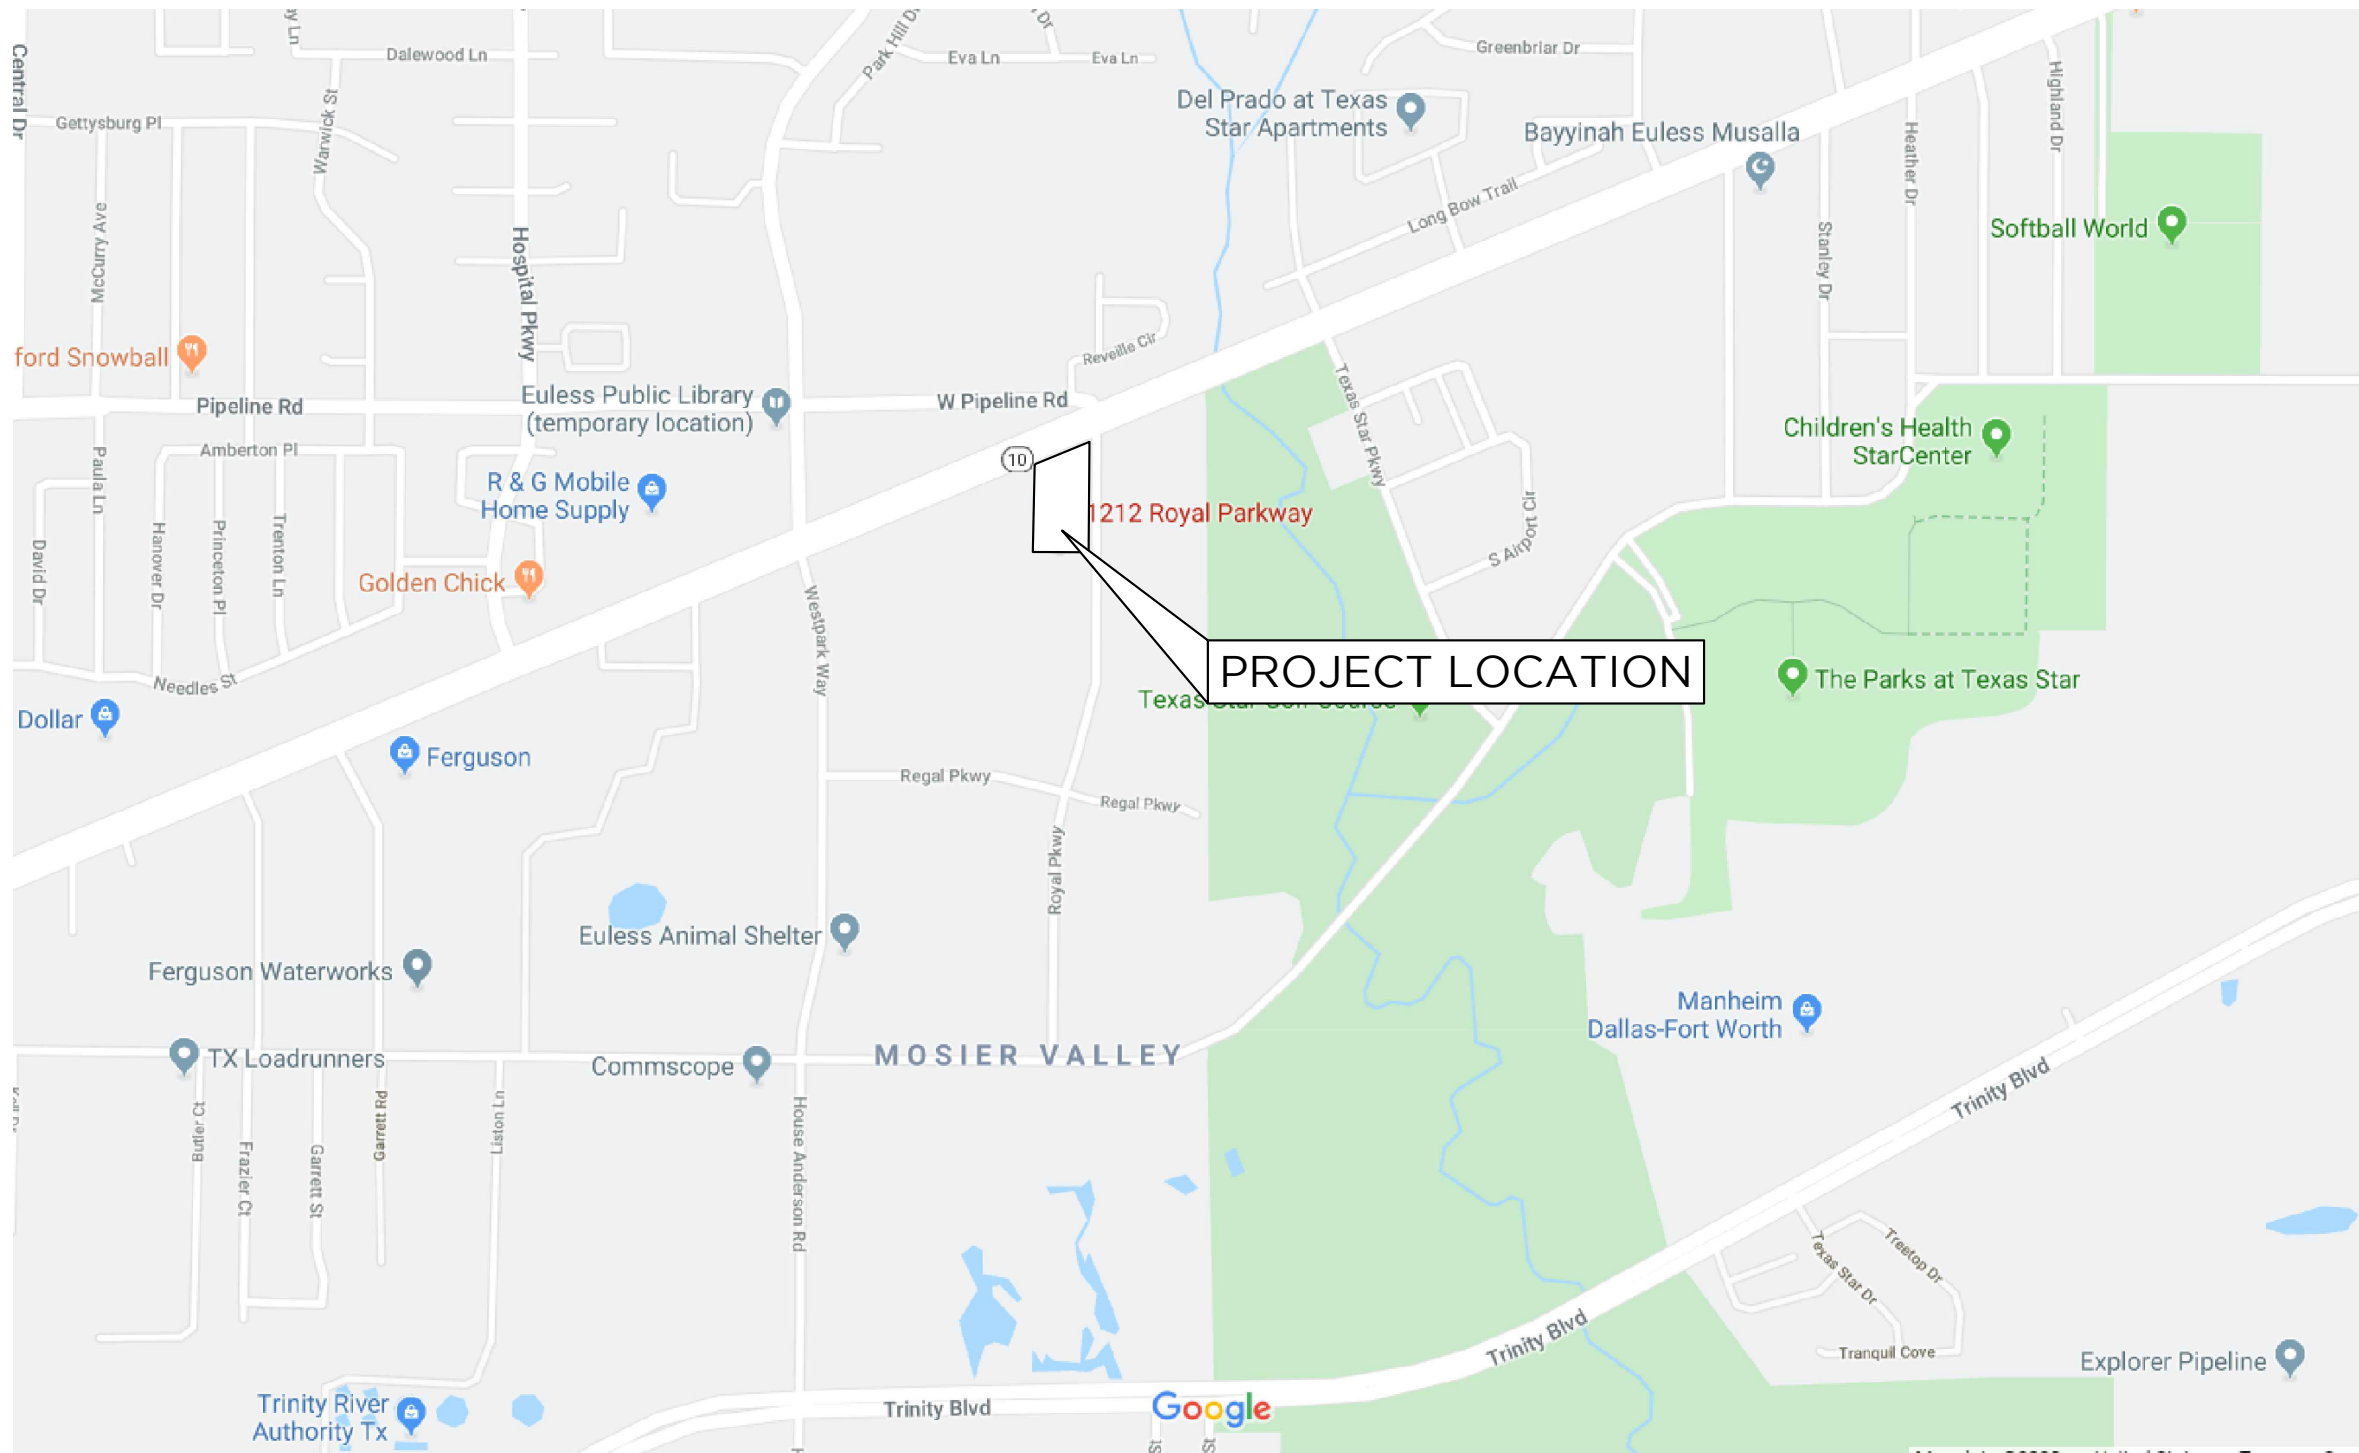 Central Dr
Dalewood Ln
Park Hill Dr
Eva Ln
Eva Ln
Greenbriar Dr
Highland Dr
Del Prado at Texas
Star Apartments
Bayyinah Euless Musalla
Gettysburg Pl
Warwick St
Heather Dr
Long Bow Trail
Softball World
McCurry Ave
Hospital Pkwy
Stanley Dr
ford Snowball
Reveille Cir
Pipeline Rd
Euless Public Library
(temporary location)
W Pipeline Rd
Texas Star Pkwy
Children's Health
StarCenter
Amberton Pl
10
Paula Ln
R & G Mobile
Home Supply
1212 Royal Parkway
S Airport Cir
David Dr
Hanover Dr
Princeton Pl
Trenton Ln
Golden Chick
Westpark Way
PROJECT LOCATION
Needles St
The Parks at Texas Star
Texas
Dollar
Ferguson
Regal Pkwy
Regal Pkwy
Royal Pkwy
Euless Animal Shelter
Ferguson Waterworks
Manheim
Dallas-Fort Worth
TX Loadrunners
Commscope
MOSIER VALLEY
Trinity Blvd
Butler Ct
Frazier Ct
Garrett St
Garrett Rd
Liston Ln
House Anderson Rd
Texas Star Dr
Treetop Dr
Trinity Blvd
Tranquil Cove
Explorer Pipeline
Trinity River
Authority Tx
Trinity Blvd
Google